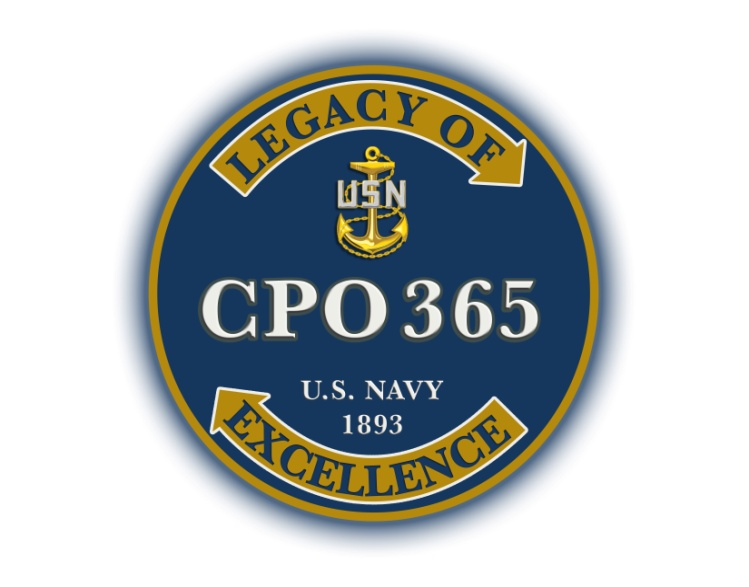 LEGACY OF
USN
CPO 365
U.S. NAVY
1893
EXCELLENCE